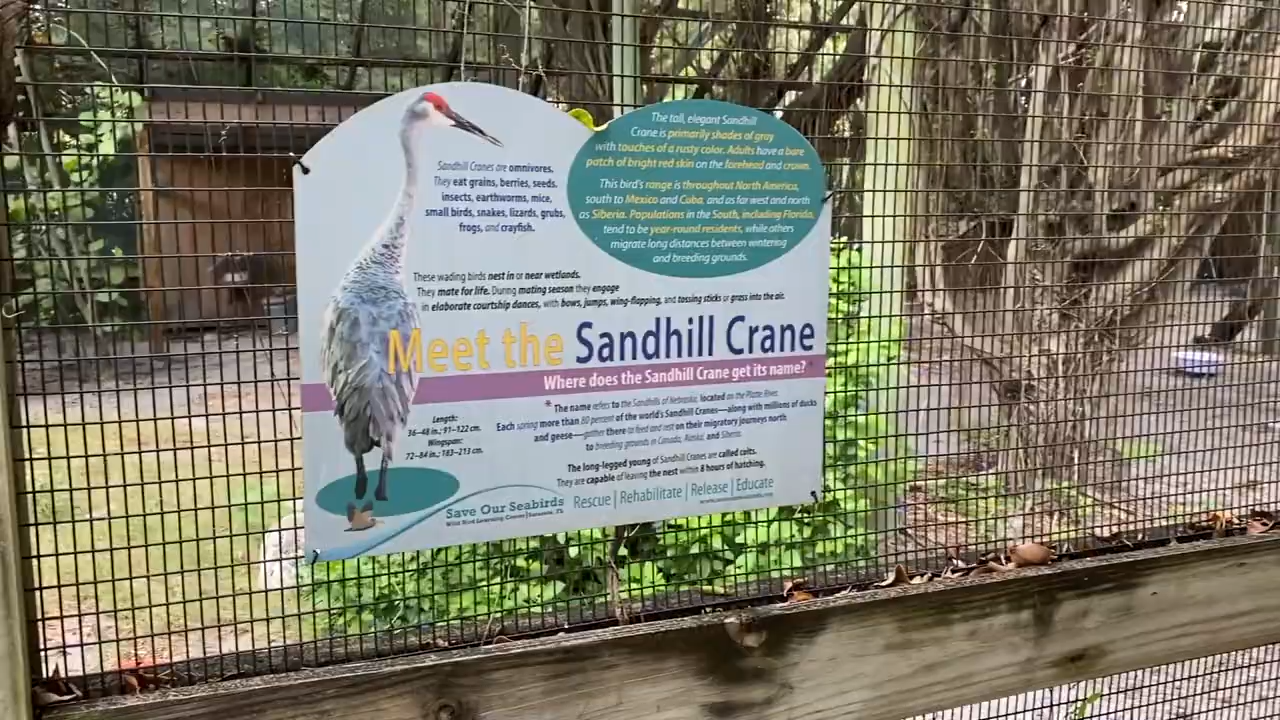 Sandhill Cranes are omnivores.
They eat grains, berries, seeds,
insects, earthworms, mice,
small birds, snakes, lizards, grubs,
frogs, and crayfish.
The tall, elegant Sandhill
Crane is primarily shades of gray
with touches of a rusty color. Adults have a bare
patch of bright red skin on the forehead and crown.
This bird's range is throughout North America,
south to Mexico and Cuba, and as far west and north
as Siberia. Populations in the South, including Florida,
tend to be year-round residents, while others
migrate long distances between wintering
and breeding grounds.
These wading birds nest in or near wetlands.
They mate for life. During mating season they engage
in elaborate courtship dances, with bows, jumps, wing-flapping, and tossing sticks or grass into the air.
Meet the Sandhill Crane
Where does the Sandhill Crane get its name?*
* The name refers to the Sandhills of Nebraska, located on the Platte River.
Each spring more than 80 percent of the world's Sandhill Cranes—along with millions of ducks
and geese—gather there to feed and rest on their migratory journeys north
to breeding grounds in Canada, Alaska, and Siberia.
The long-legged young of Sandhill Cranes are called colts.
They are capable of leaving the nest within 8 hours of hatching.
Length:
36–48 in.; 91–122 cm.
Wingspan:
72–84 in.; 183–213 cm.
Save Our Seabirds
Wild Bird Learning Center | Sarasota, FL
Rescue | Rehabilitate | Release | Educate